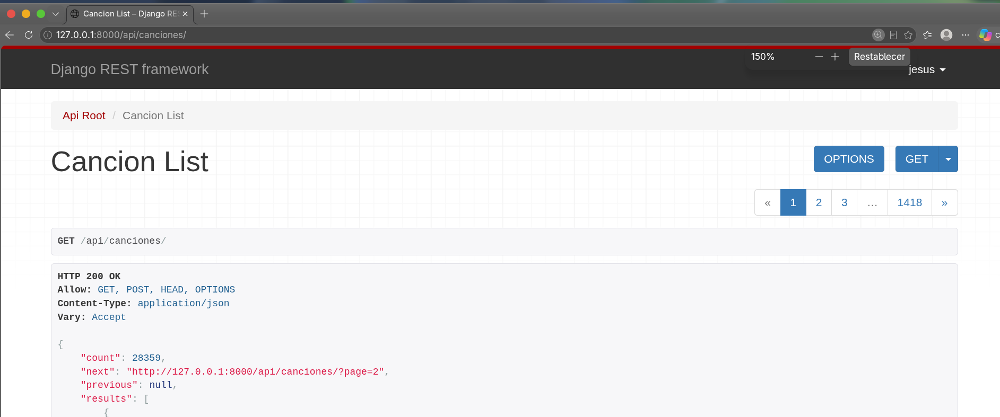 Cancion List – Django RES
127.0.0.1:8000/api/canciones/
150% Restablecer
Django REST framework
jesus
Api Root / Cancion List
Cancion List
OPTIONS GET
« 1 2 3 … 1418 »
GET /api/canciones/
HTTP 200 OK
Allow: GET, POST, HEAD, OPTIONS
Content-Type: application/json
Vary: Accept
{
"count": 28359,
"next": "http://127.0.0.1:8000/api/canciones/?page=2",
"previous": null,
"results": [
{